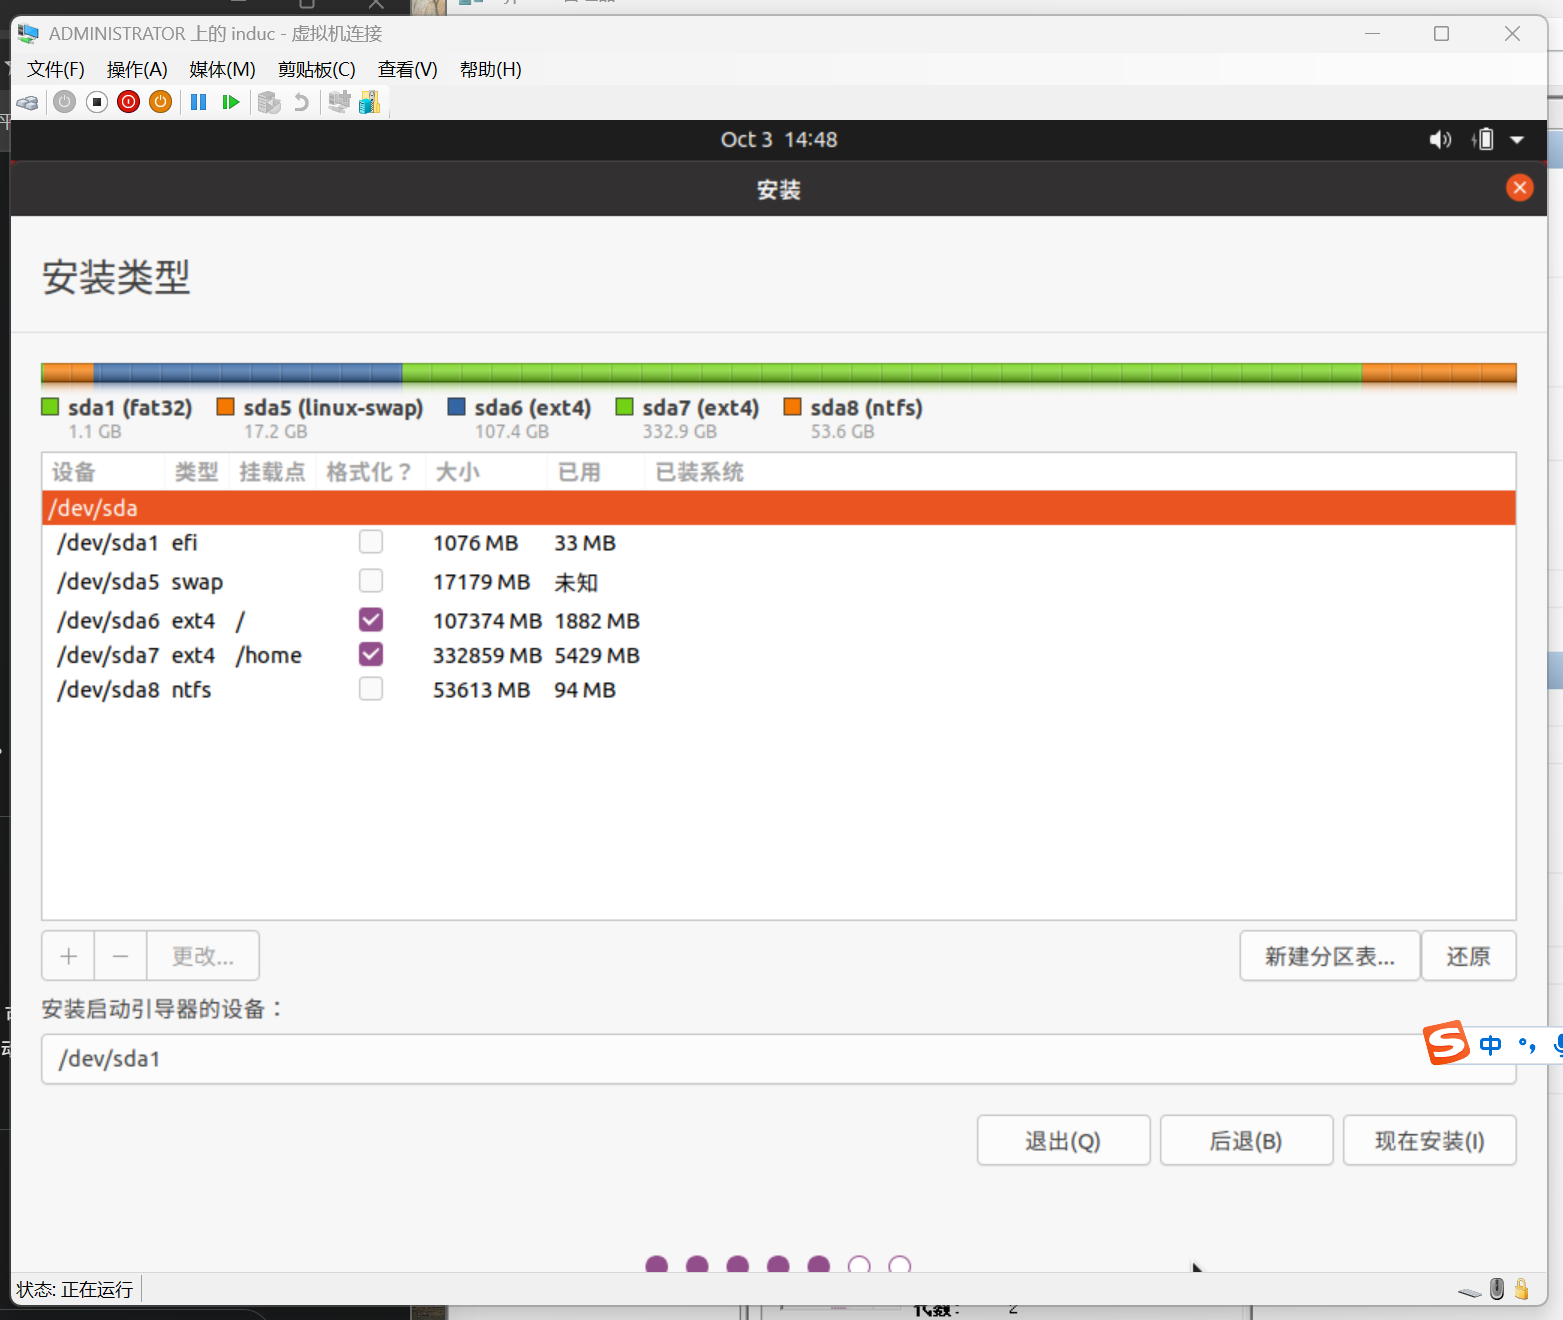 ADMINISTRATOR 上的 induc - 虚拟机连接
文件(F) 操作(A) 媒体(M) 剪贴板(C) 查看(V) 帮助(H)
Oct 3 14:48
安装
安装类型
sda1 (fat32) sda5 (linux-swap) sda6 (ext4) sda7 (ext4) sda8 (ntfs)
1.1 GB 17.2 GB 107.4 GB 332.9 GB 53.6 GB
设备 类型 挂载点 格式化？ 大小 已用 已装系统
/dev/sda
/dev/sda1 efi 1076 MB 33 MB
/dev/sda5 swap 17179 MB 未知
/dev/sda6 ext4 / 107374 MB 1882 MB
/dev/sda7 ext4 /home 332859 MB 5429 MB
/dev/sda8 ntfs 53613 MB 94 MB
+ − 更改... 新建分区表... 还原
安装启动引导器的设备：
/dev/sda1
中 °,
退出(Q) 后退(B) 现在安装(I)
状态: 正在运行
代数: 2